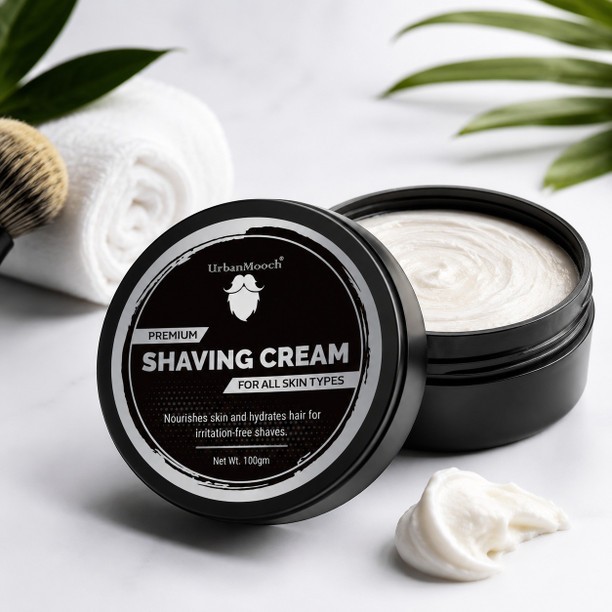 UrbanMooch®
PREMIUM
SHAVING CREAM
FOR ALL SKIN TYPES
Nourishes skin and hydrates hair for
irritation-free shaves.
Net Wt. 100gm